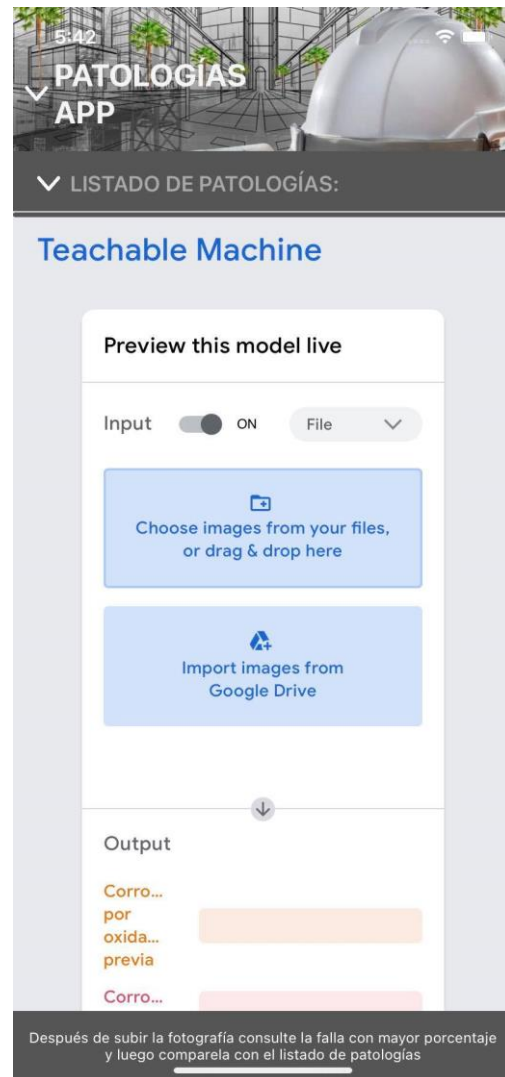 5:42
PATOLOGÍAS
APP
LISTADO DE PATOLOGÍAS:
Teachable Machine
Preview this model live
Input ON File
Choose images from your files,
or drag & drop here
Import images from
Google Drive
Output
Corro...
por
oxida...
previa
Corro...
Después de subir la fotografía consulte la falla con mayor porcentaje
y luego comparela con el listado de patologías